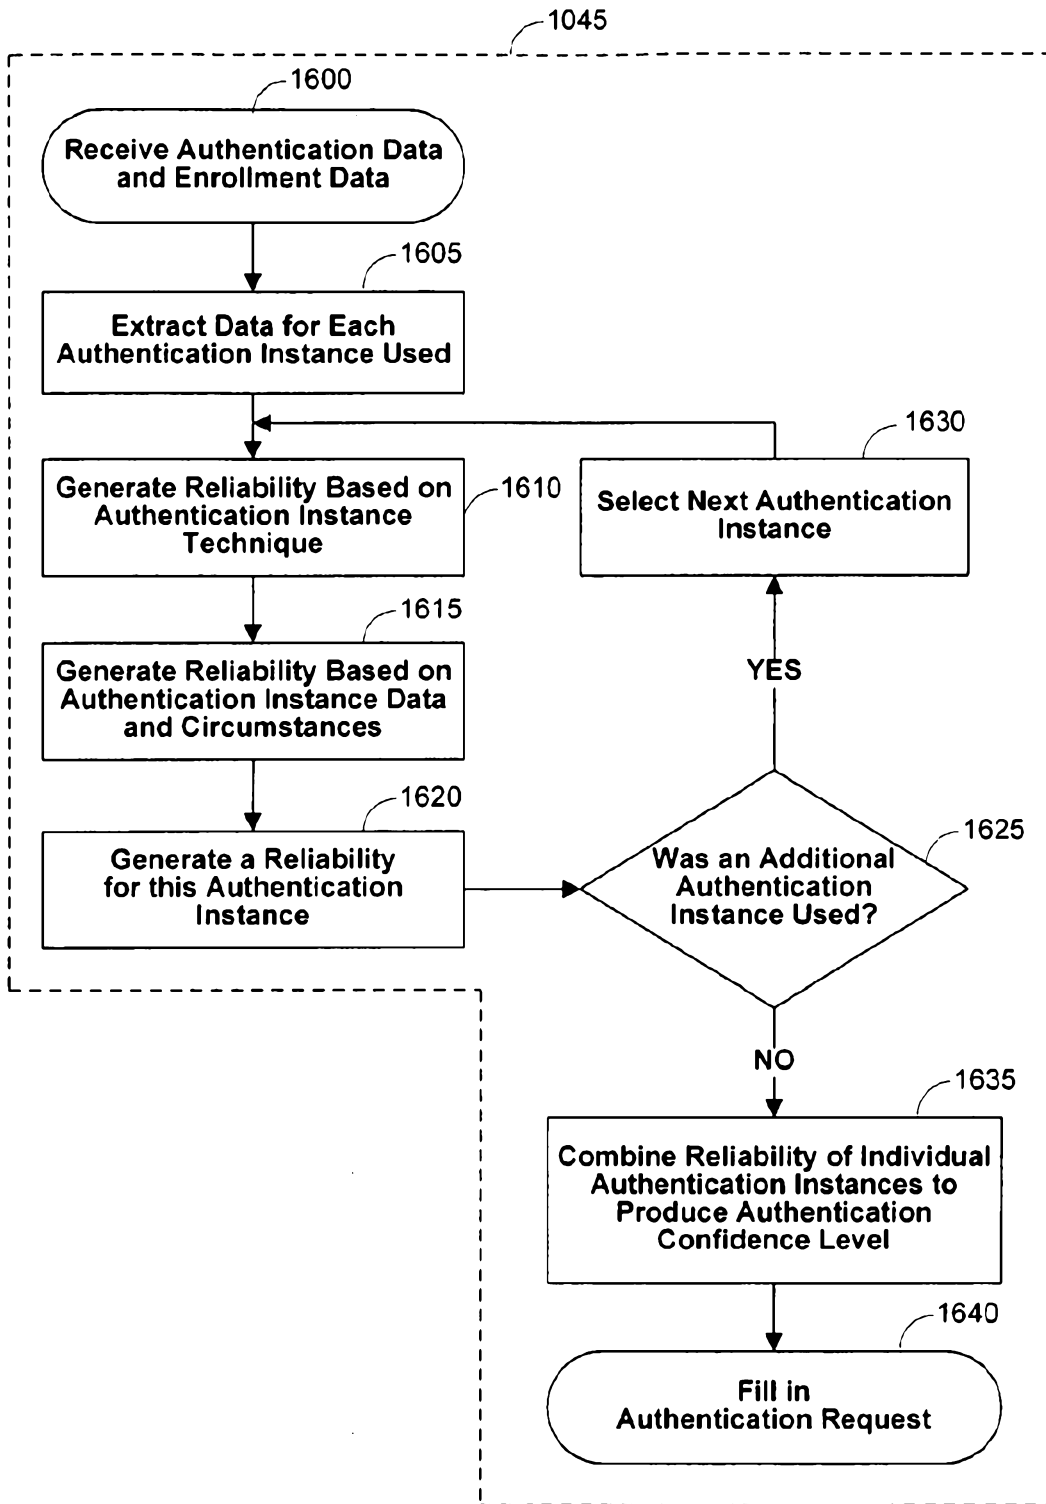 1045
1600
Receive Authentication Data
and Enrollment Data
1605
Extract Data for Each
Authentication Instance Used
1630
Generate Reliability Based on
Authentication Instance
Technique
1610
Select Next Authentication
Instance
1615
Generate Reliability Based on
Authentication Instance Data
and Circumstances
YES
1620
Generate a Reliability
for this Authentication
Instance
1625
Was an Additional
Authentication
Instance Used?
NO
1635
Combine Reliability of Individual
Authentication Instances to
Produce Authentication
Confidence Level
1640
Fill in
Authentication Request